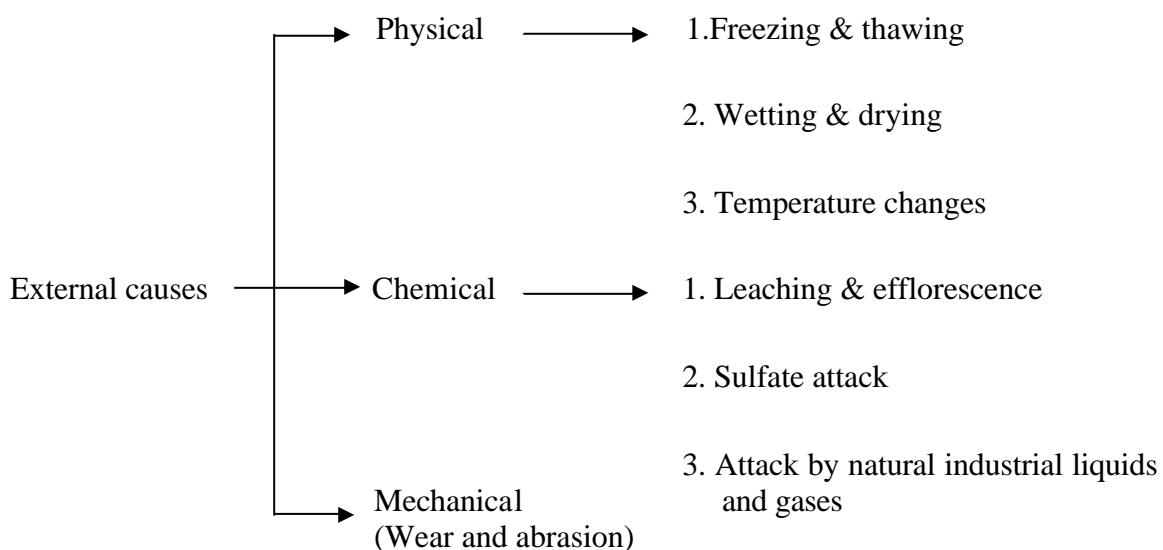 Physical
1.Freezing & thawing
2. Wetting & drying
3. Temperature changes
External causes
Chemical
1. Leaching & efflorescence
2. Sulfate attack
3. Attack by natural industrial liquids
and gases
Mechanical
(Wear and abrasion)